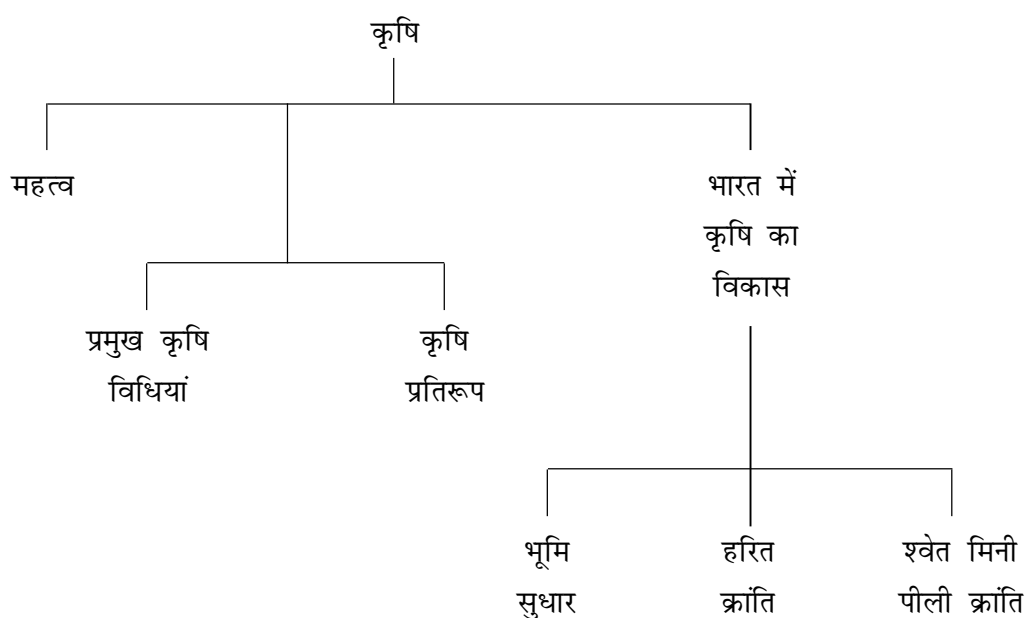 कृषि
महत्व
भारत में
कृषि का
विकास
प्रमुख कृषि
विधियां
कृषि
प्रतिरूप
भूमि
सुधार
हरित
क्रांति
श्वेत मिनी
पीली क्रांति